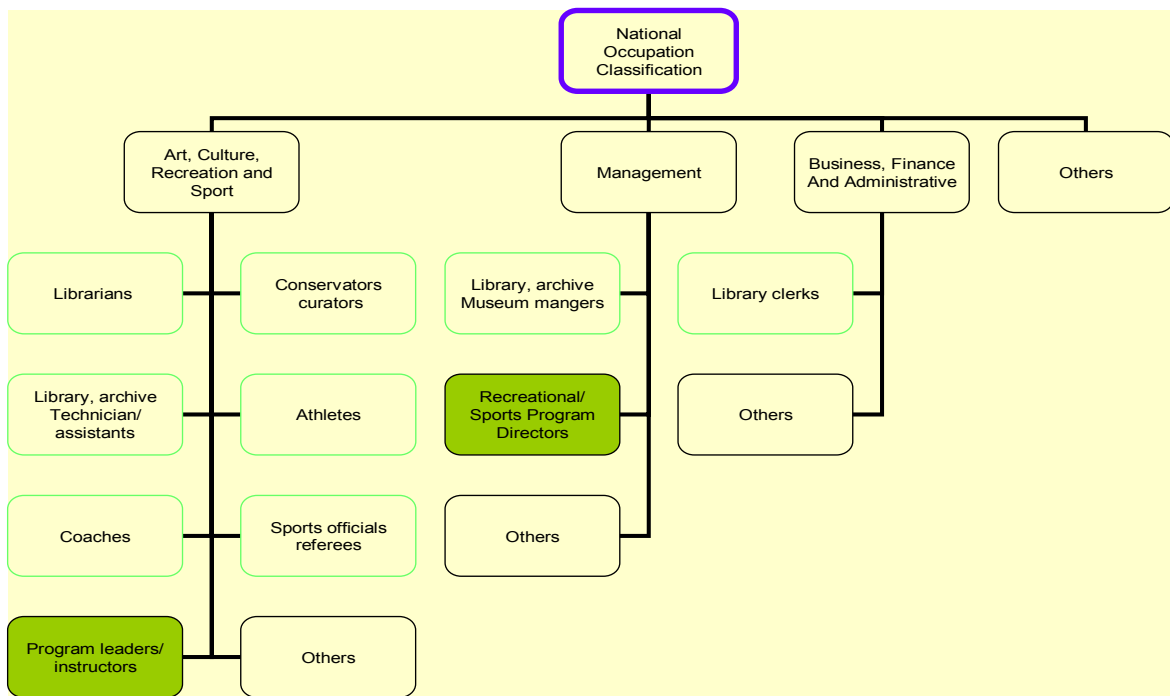 National
Occupation
Classification
Art, Culture,
Recreation and
Sport
Management
Business, Finance
And Administrative
Others
Librarians
Conservators
curators
Library, archive
Museum mangers
Library clerks
Library, archive
Technician/
assistants
Athletes
Recreational/
Sports Program
Directors
Others
Coaches
Sports officials
referees
Others
Program leaders/
instructors
Others